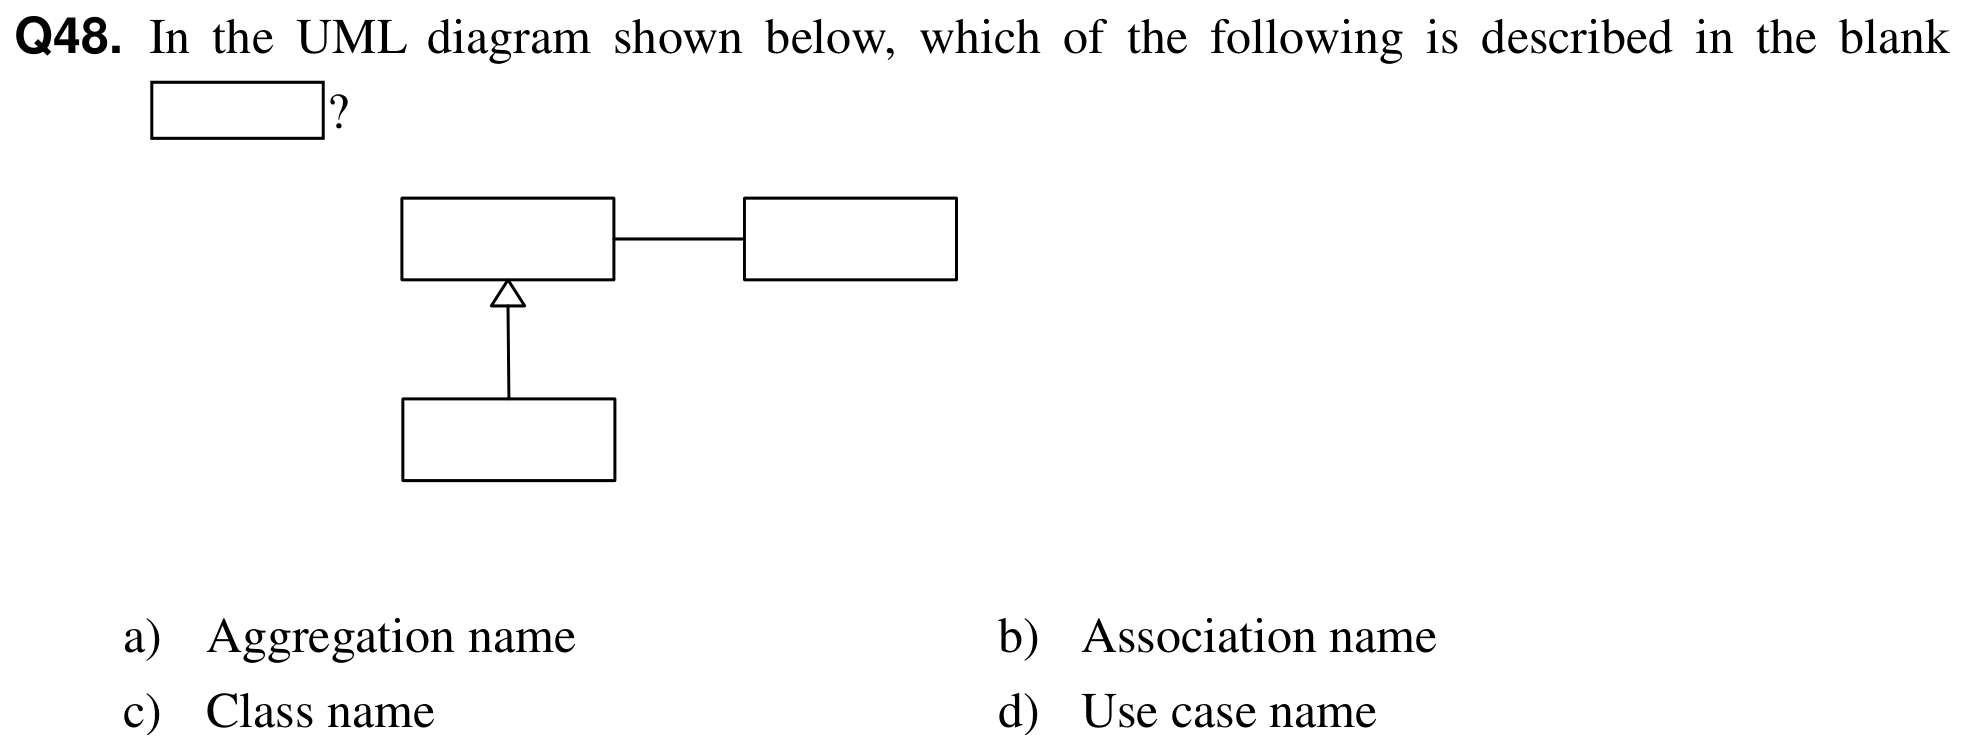 Q48. In the UML diagram shown below, which of the following is described in the blank
?
a) Aggregation name b) Association name
c) Class name d) Use case name